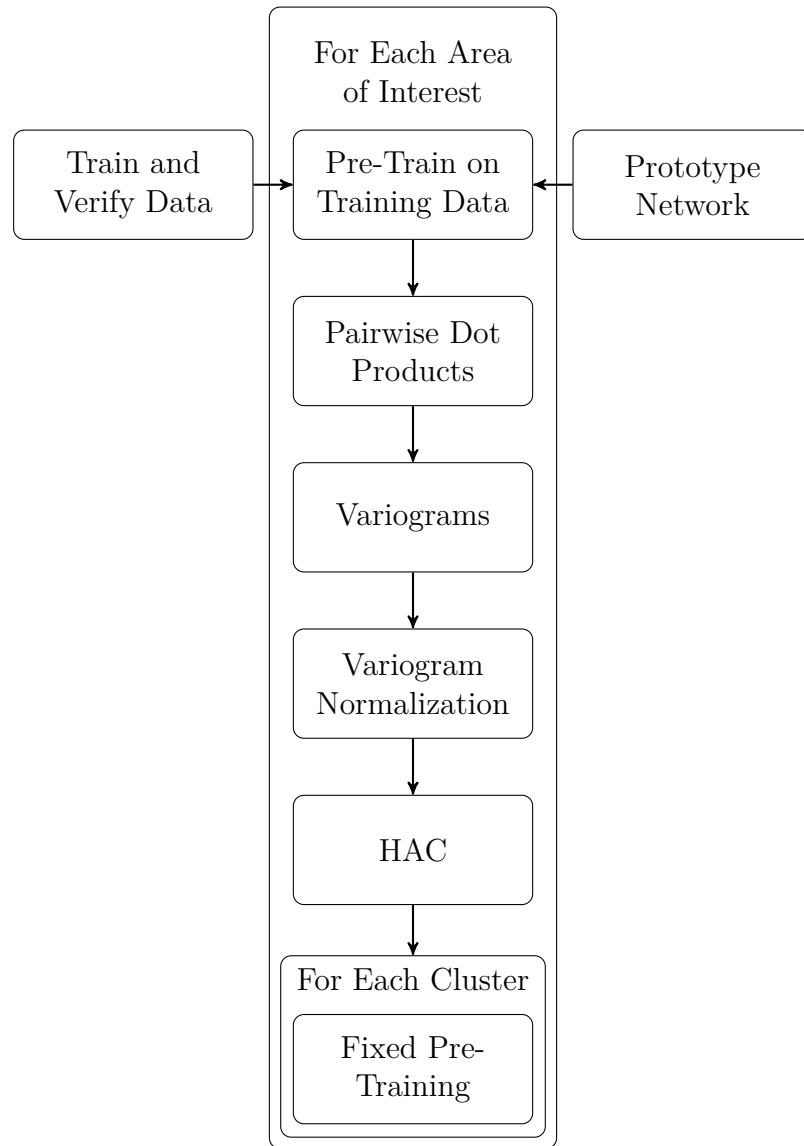 For Each Area
of Interest
Train and
Verify Data
Pre-Train on
Training Data
Prototype
Network
Pairwise Dot
Products
Variograms
Variogram
Normalization
HAC
For Each Cluster
Fixed Pre-
Training